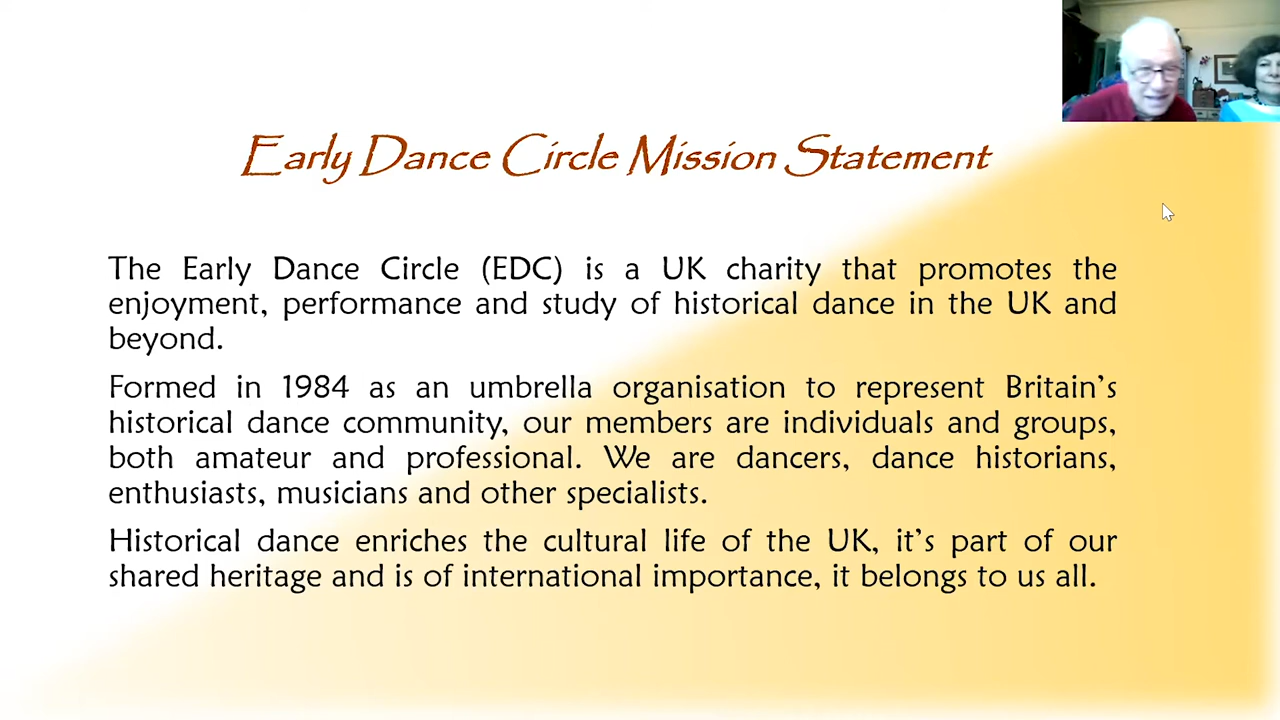 Early Dance Circle Mission Statement
The Early Dance Circle (EDC) is a UK charity that promotes the
enjoyment, performance and study of historical dance in the UK and
beyond.
Formed in 1984 as an umbrella organisation to represent Britain’s
historical dance community, our members are individuals and groups,
both amateur and professional. We are dancers, dance historians,
enthusiasts, musicians and other specialists.
Historical dance enriches the cultural life of the UK, it’s part of our
shared heritage and is of international importance, it belongs to us all.